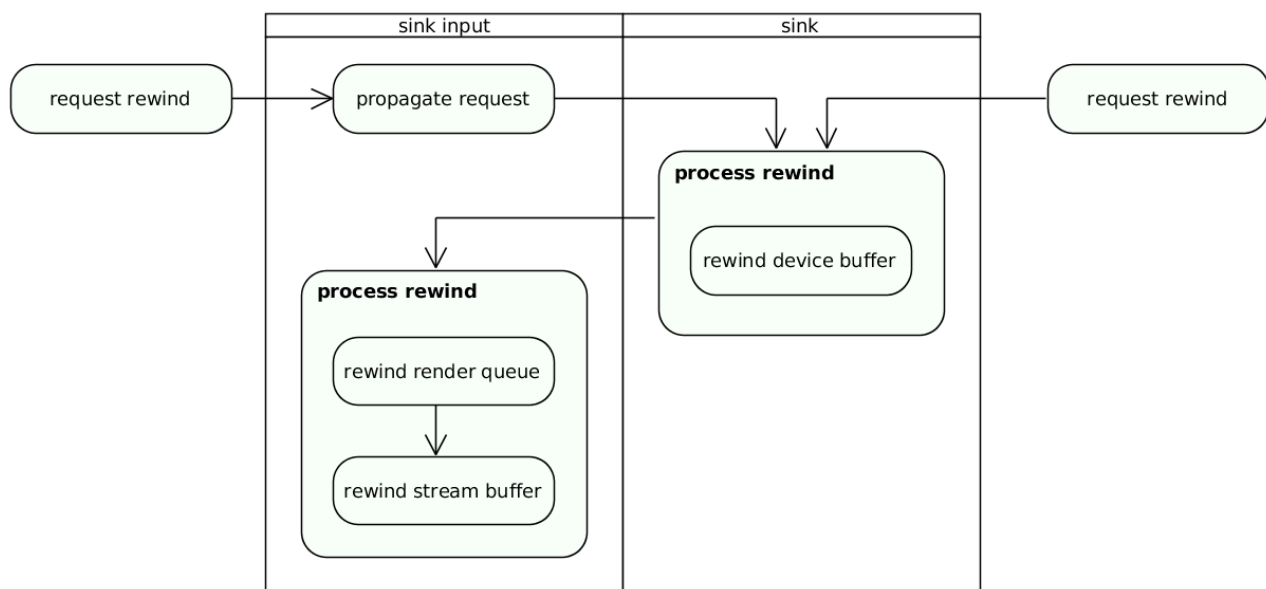 sink input
sink
request rewind
propagate request
request rewind
process rewind
rewind device buffer
process rewind
rewind render queue
rewind stream buffer